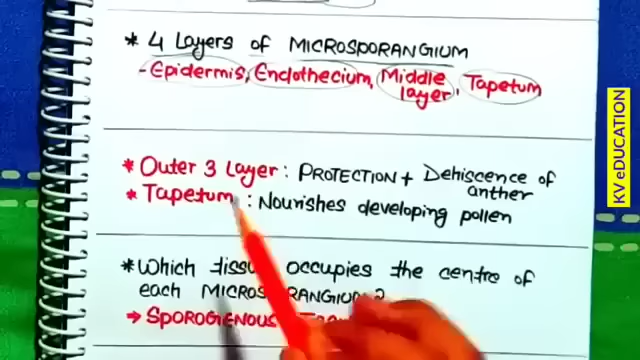 * 4 Layers of MICROSPORANGIUM
- Epidermis, Endothecium, Middle layer, Tapetum
* Outer 3 Layer : PROTECTION + Dehiscence of anther
* Tapetum : Nourishes developing pollen
* Which tissue occupies the centre of
each MICROSPORANGIUM ?
→ SPOROGENOUS
KV eDUCATION